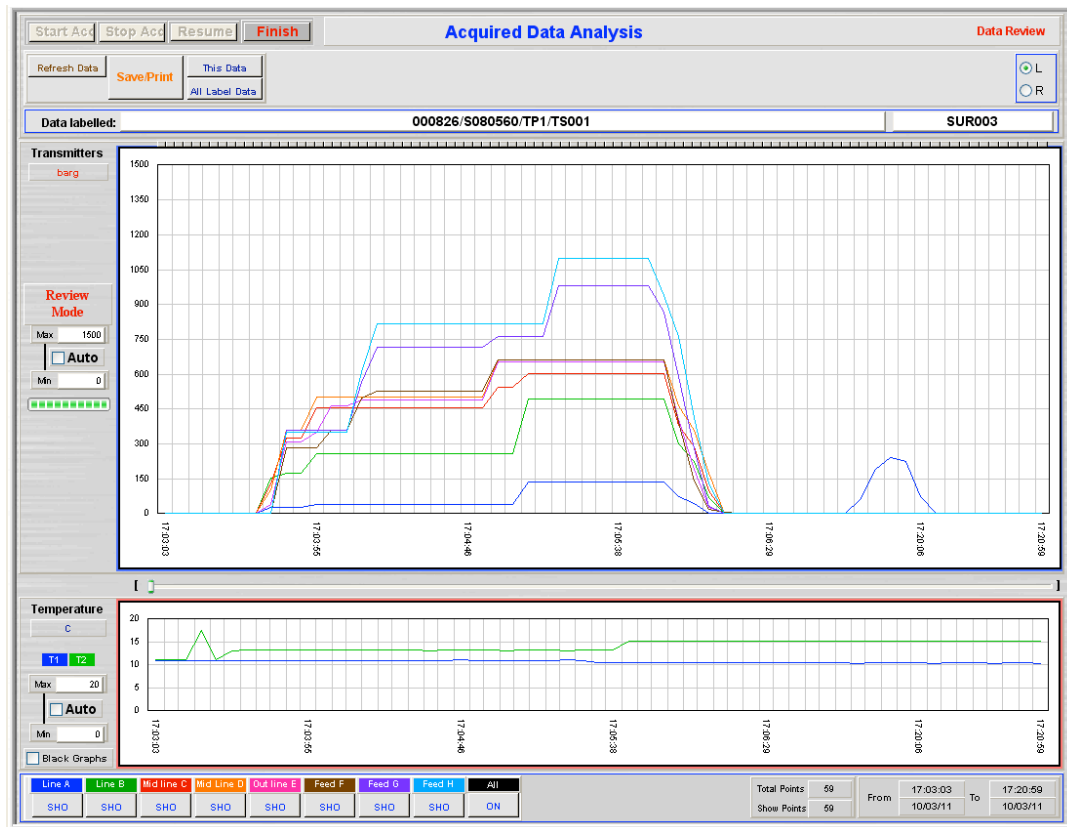 Start Acq Stop Acq Resume Finish Acquired Data Analysis Data Review
Refresh Data Save/Print This Data
All Label Data
L
R
Data labelled: 000826/S080560/TP1/TS001 SUR003
Transmitters
barg
1500
1350
1200
1050
900
750
600
450
300
150
0
Review
Mode
Max 1500
Auto
Min 0
17:03:03 17:03:55 17:04:46 17:05:38 17:06:29 17:20:06 17:20:59
[ ]
Temperature
C
T1 T2
Max 20
Auto
Min 0
Black Graphs
20
15
10
5
0
17:03:03 17:03:55 17:04:46 17:05:38 17:06:29 17:20:06 17:20:59
Line A Line B Mid line C Mid Line D Out line E Feed F Feed G Feed H All
SHO SHO SHO SHO SHO SHO SHO SHO ON
Total Points 59
Show Points 59
From 17:03:03 To 17:20:59
10/03/11 10/03/11